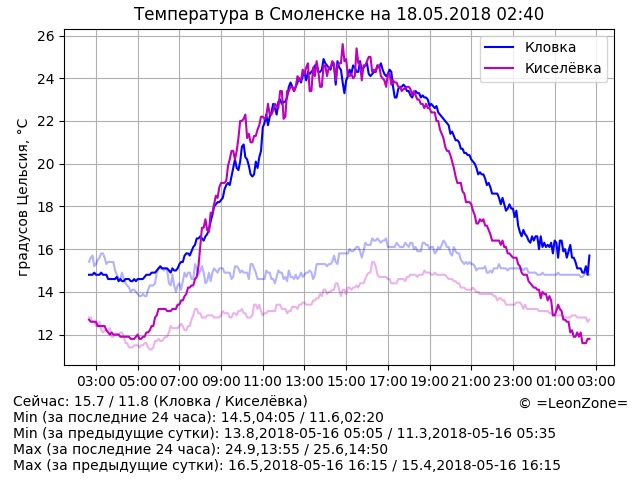 Температура в Смоленске на 18.05.2018 02:40
Кловка
Киселёвка
градусов Цельсия, °C
26
24
22
20
18
16
14
12
03:00 05:00 07:00 09:00 11:00 13:00 15:00 17:00 19:00 21:00 23:00 01:00 03:00
Сейчас: 15.7 / 11.8 (Кловка / Киселёвка)
© =LeonZone=
Min (за последние 24 часа): 14.5,04:05 / 11.6,02:20
Min (за предыдущие сутки): 13.8,2018-05-16 05:05 / 11.3,2018-05-16 05:35
Max (за последние 24 часа): 24.9,13:55 / 25.6,14:50
Max (за предыдущие сутки): 16.5,2018-05-16 16:15 / 15.4,2018-05-16 16:15